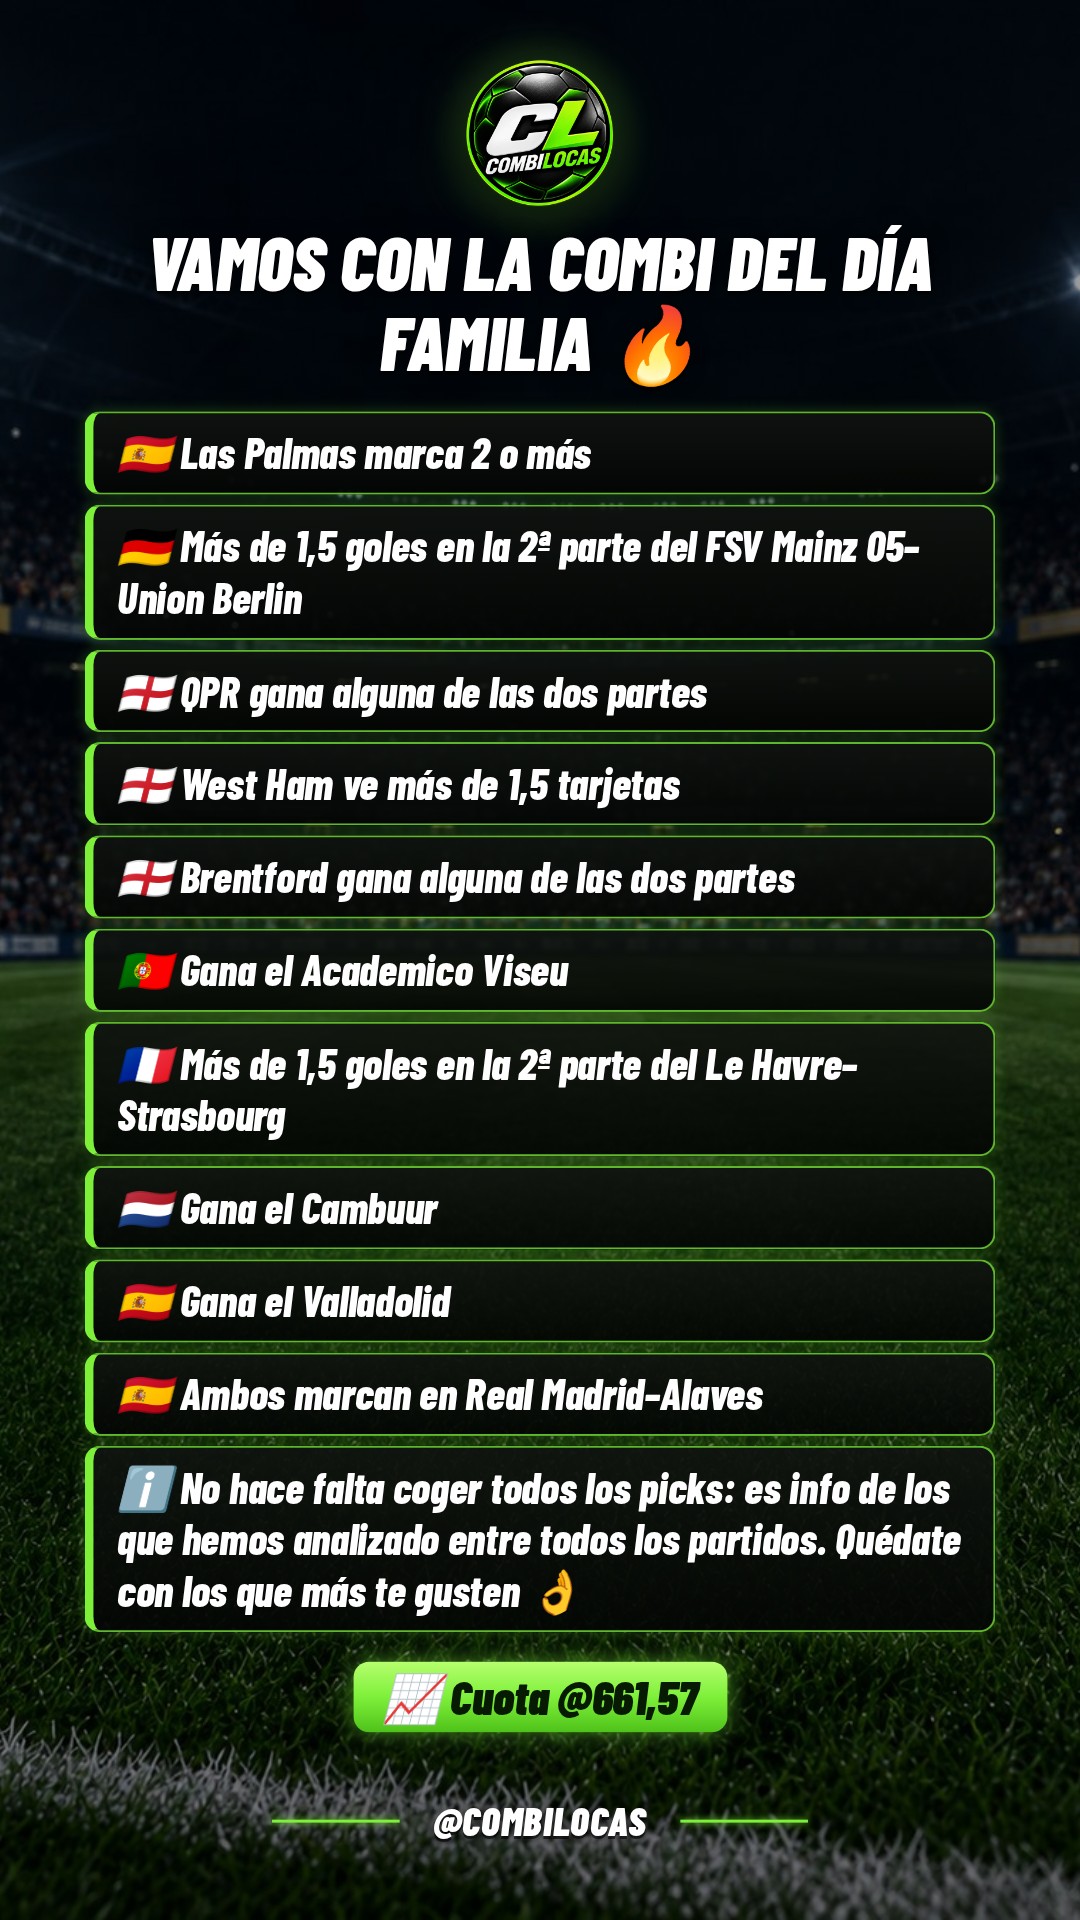 CL
COMBILOCAS
VAMOS CON LA COMBI DEL DÍA
FAMILIA 🔥
🇪🇸 Las Palmas marca 2 o más
🇩🇪 Más de 1,5 goles en la 2ª parte del FSV Mainz 05–
Union Berlin
🏴󠁧󠁢󠁥󠁮󠁧󠁿 QPR gana alguna de las dos partes
🏴󠁧󠁢󠁥󠁮󠁧󠁿 West Ham ve más de 1,5 tarjetas
🏴󠁧󠁢󠁥󠁮󠁧󠁿 Brentford gana alguna de las dos partes
🇵🇹 Gana el Academico Viseu
🇫🇷 Más de 1,5 goles en la 2ª parte del Le Havre–
Strasbourg
🇳🇱 Gana el Cambuur
🇪🇸 Gana el Valladolid
🇪🇸 Ambos marcan en Real Madrid–Alaves
ℹ️ No hace falta coger todos los picks: es info de los
que hemos analizado entre todos los partidos. Quédate
con los que más te gusten 👌
📈 Cuota @661,57
@COMBILOCAS